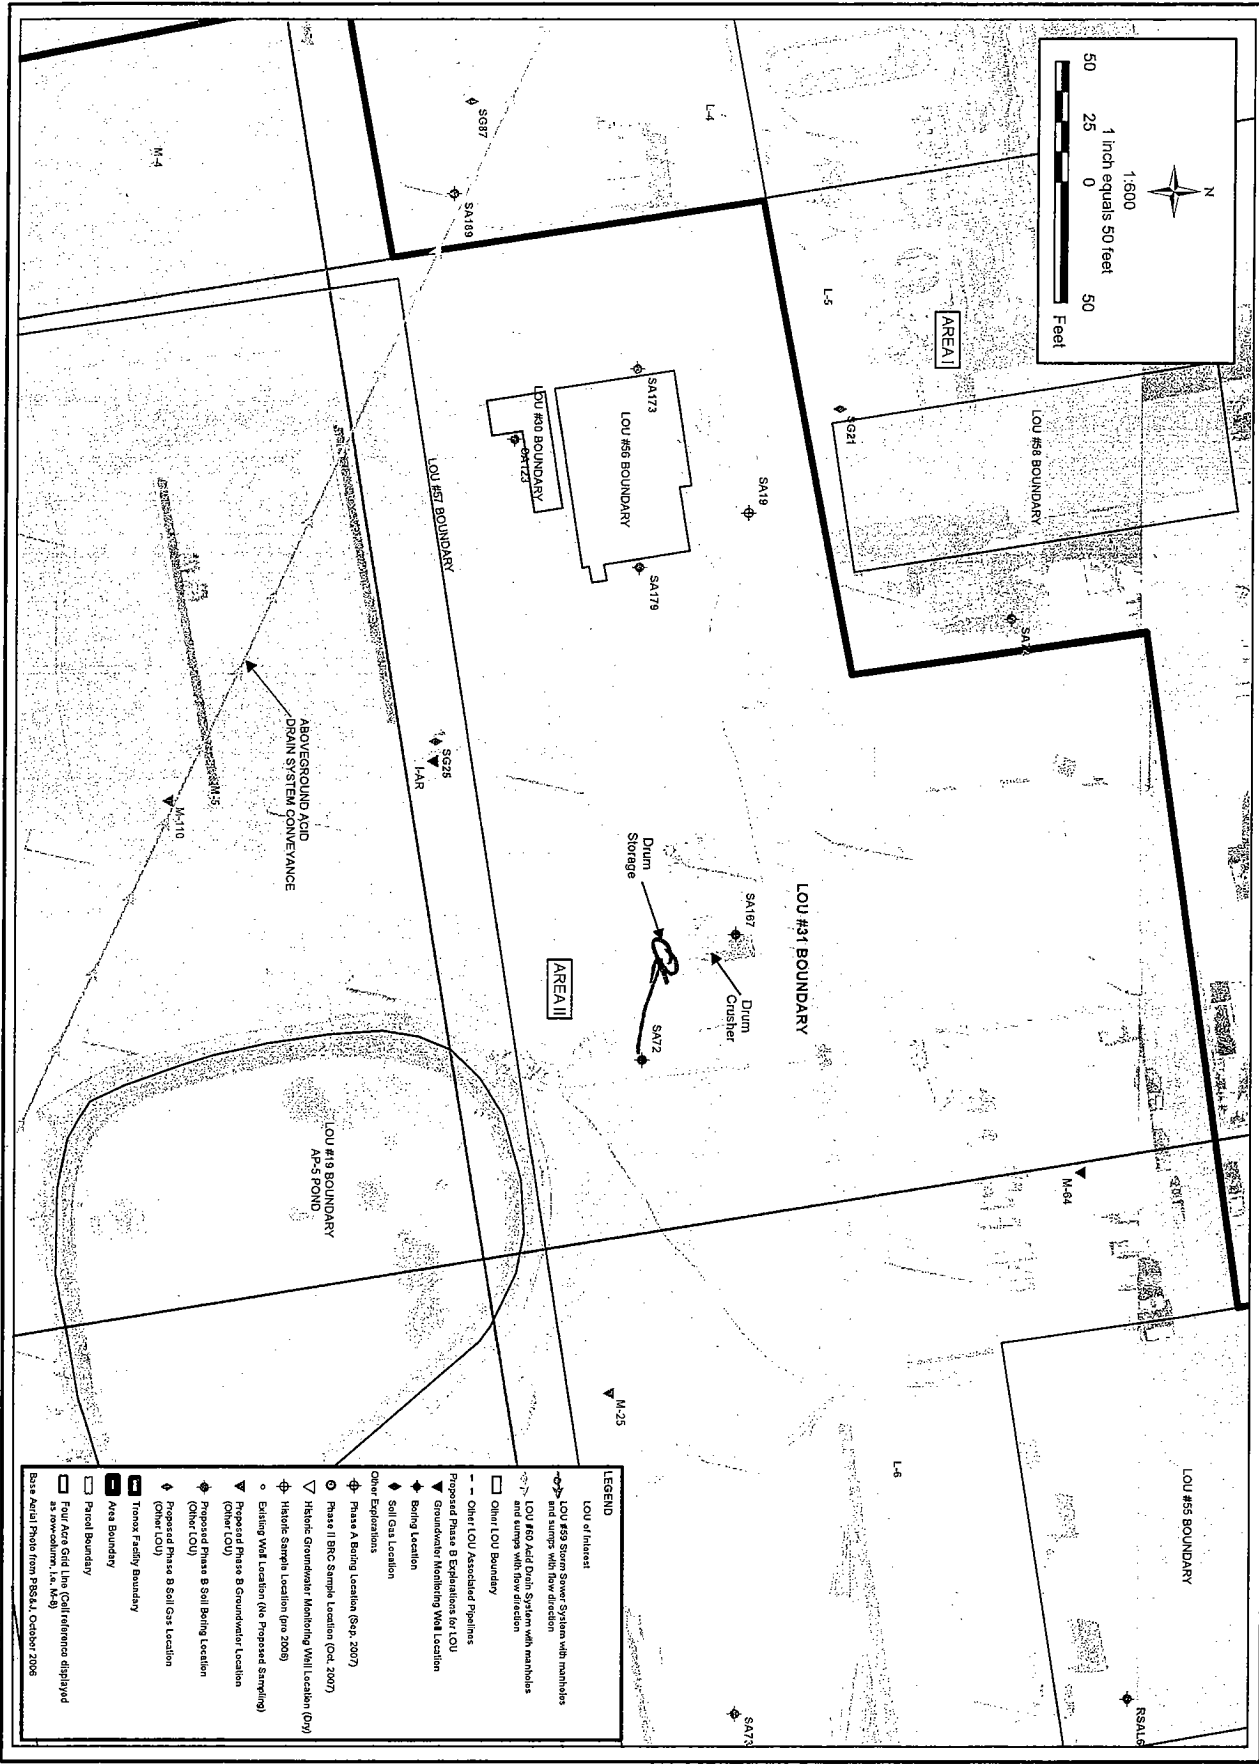 N
1:600
1 inch equals 50 feet
50 25 0 50
Feet
AREA I
LOU #58 BOUNDARY
L-4
L-5
SG87
SA189
M-4
SG21
SA173
LOU #56 BOUNDARY
SA19
LOU #30 BOUNDARY
SA179
LOU #57 BOUNDARY
SG25
I-AR
ABOVEGROUND ACID
DRAIN SYSTEM CONVEYANCE
M-5
M-110
Drum
Storage
SA167
Drum
Crusher
SA72
LOU #31 BOUNDARY
AREA II
LOU #19 BOUNDARY
AP-5 POND
M-64
M-25
L-6
LOU #55 BOUNDARY
RSAL6
SA73
LEGEND
LOU of Interest
LOU #59 Storm Sewer System with manholes
and sumps with flow direction
LOU #60 Acid Drain System with manholes
and sumps with flow direction
Other LOU Boundary
Other LOU Associated Pipelines
Proposed Phase B Explorations for LOU
Groundwater Monitoring Well Location
Boring Location
Soil Gas Location
Other Explorations
Phase A Boring Location (Sep. 2007)
Phase II BRC Sample Location (Oct. 2007)
Historic Groundwater Monitoring Well Location (Dry)
Historic Sample Location (pre 2006)
Existing Well Location (No Proposed Sampling)
Proposed Phase B Groundwater Location
(Other LOU)
Proposed Phase B Soil Boring Location
(Other LOU)
Proposed Phase B Soil Gas Location
(Other LOU)
Tronox Facility Boundary
Area Boundary
Parcel Boundary
Four Acre Grid Line (Cell reference displayed
as row-column, i.e. M-8)
Base Aerial Photo from PBS&J, October 2006